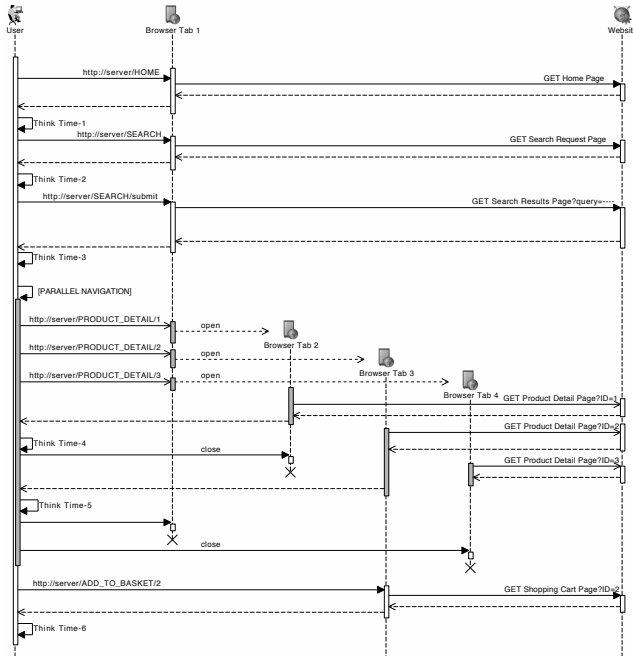 User
Browser Tab 1
Websit
http://server/HOME
GET Home Page
Think Time-1
http://server/SEARCH
GET Search Request Page
Think Time-2
http://server/SEARCH/submit
GET Search Results Page?query=----
Think Time-3
[PARALLEL NAVIGATION]
http://server/PRODUCT_DETAIL/1
open
Browser Tab 2
http://server/PRODUCT_DETAIL/2
open
Browser Tab 3
http://server/PRODUCT_DETAIL/3
open
Browser Tab 4
GET Product Detail Page?ID=1
GET Product Detail Page?ID=2
Think Time-4
close
GET Product Detail Page?ID=3
Think Time-5
close
http://server/ADD_TO_BASKET/2
GET Shopping Cart Page?ID=2
Think Time-6